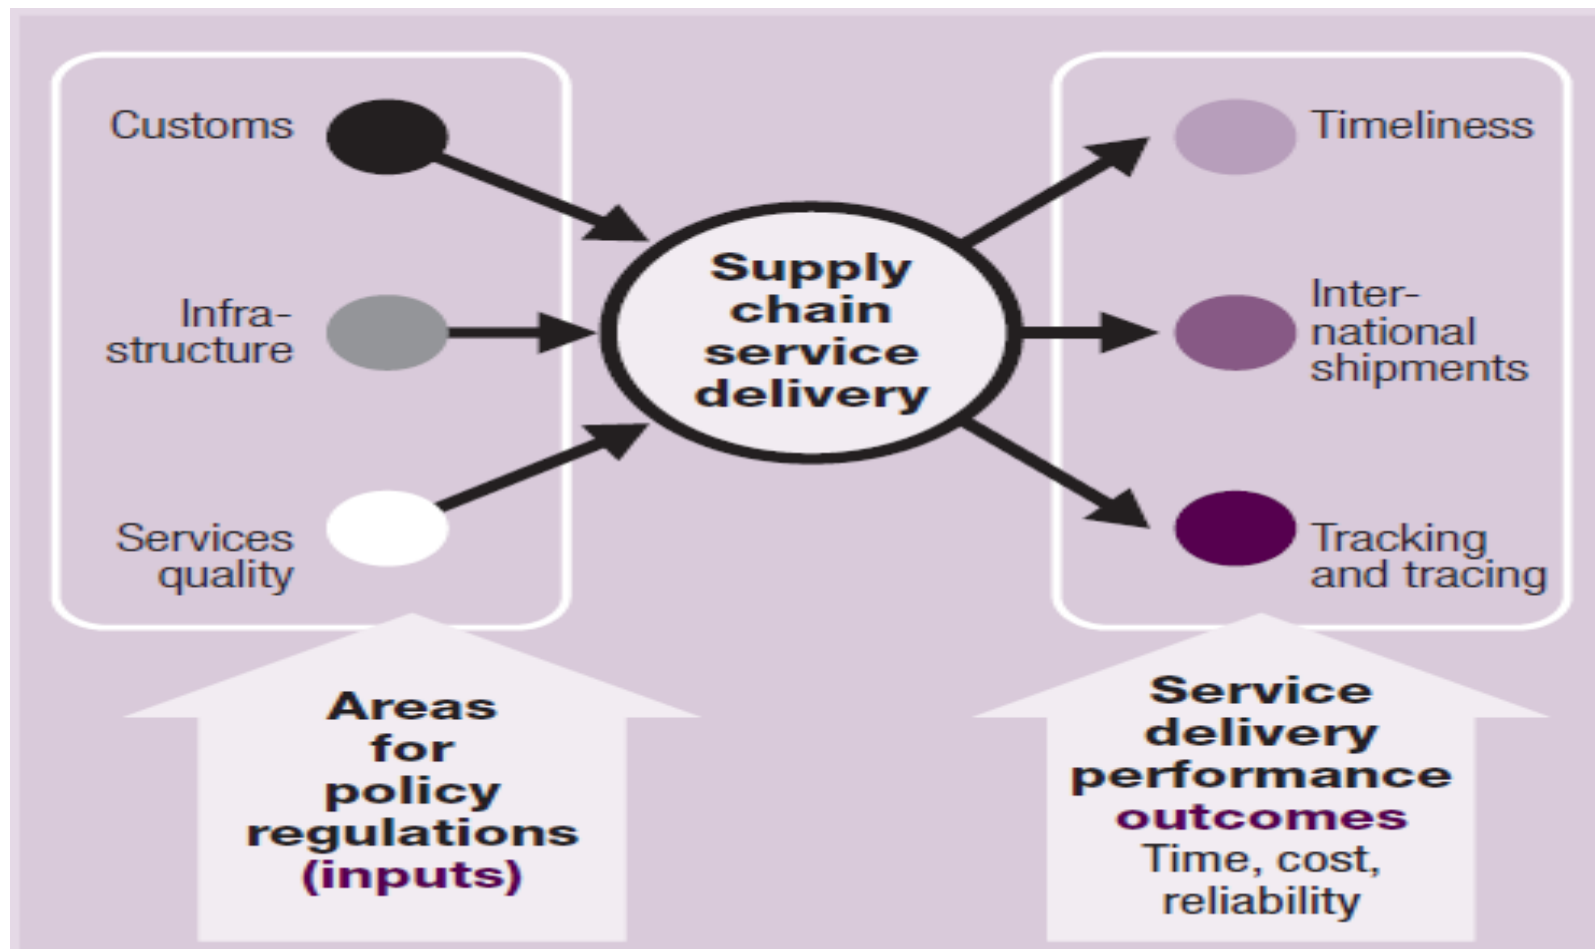 Customs
Infra-
structure
Services
quality
Supply
chain
service
delivery
Timeliness
Inter-
national
shipments
Tracking
and tracing
Areas
for
policy
regulations
(inputs)
Service
delivery
performance
outcomes
Time, cost,
reliability